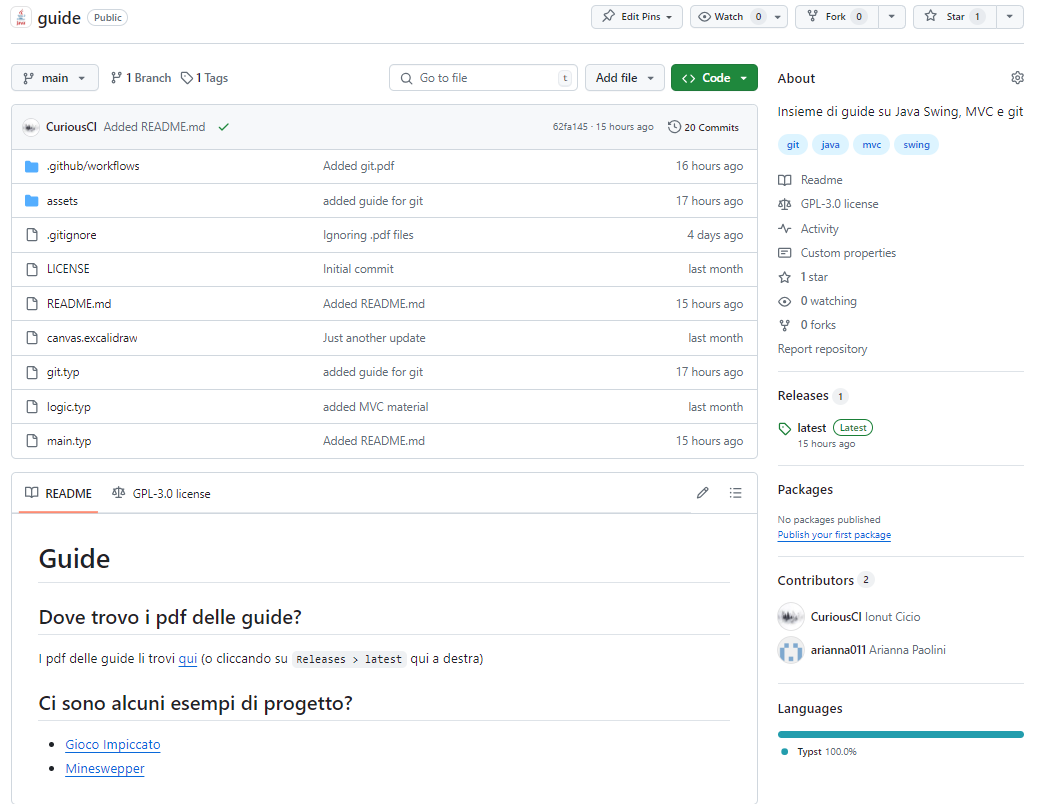 guide Public
Edit Pins Watch 0 Fork 0 Star 1
main 1 Branch 1 Tags Go to file t Add file Code
CuriousCI Added README.md 62fa145 · 15 hours ago 20 Commits
.github/workflows Added git.pdf 16 hours ago
assets added guide for git 17 hours ago
.gitignore Ignoring .pdf files 4 days ago
LICENSE Initial commit last month
README.md Added README.md 15 hours ago
canvas.excalidraw Just another update last month
git.typ added guide for git 17 hours ago
logic.typ added MVC material last month
main.typ Added README.md 15 hours ago
README GPL-3.0 license
Guide
Dove trovo i pdf delle guide?
I pdf delle guide li trovi qui (o cliccando su Releases > latest qui a destra)
Ci sono alcuni esempi di progetto?
Gioco Impiccato
Mineswepper
About
Insieme di guide su Java Swing, MVC e git
git java mvc swing
Readme
GPL-3.0 license
Activity
Custom properties
1 star
0 watching
0 forks
Report repository
Releases 1
latest Latest
15 hours ago
Packages
No packages published
Publish your first package
Contributors 2
CuriousCI Ionut Cicio
arianna011 Arianna Paolini
Languages
Typst 100.0%